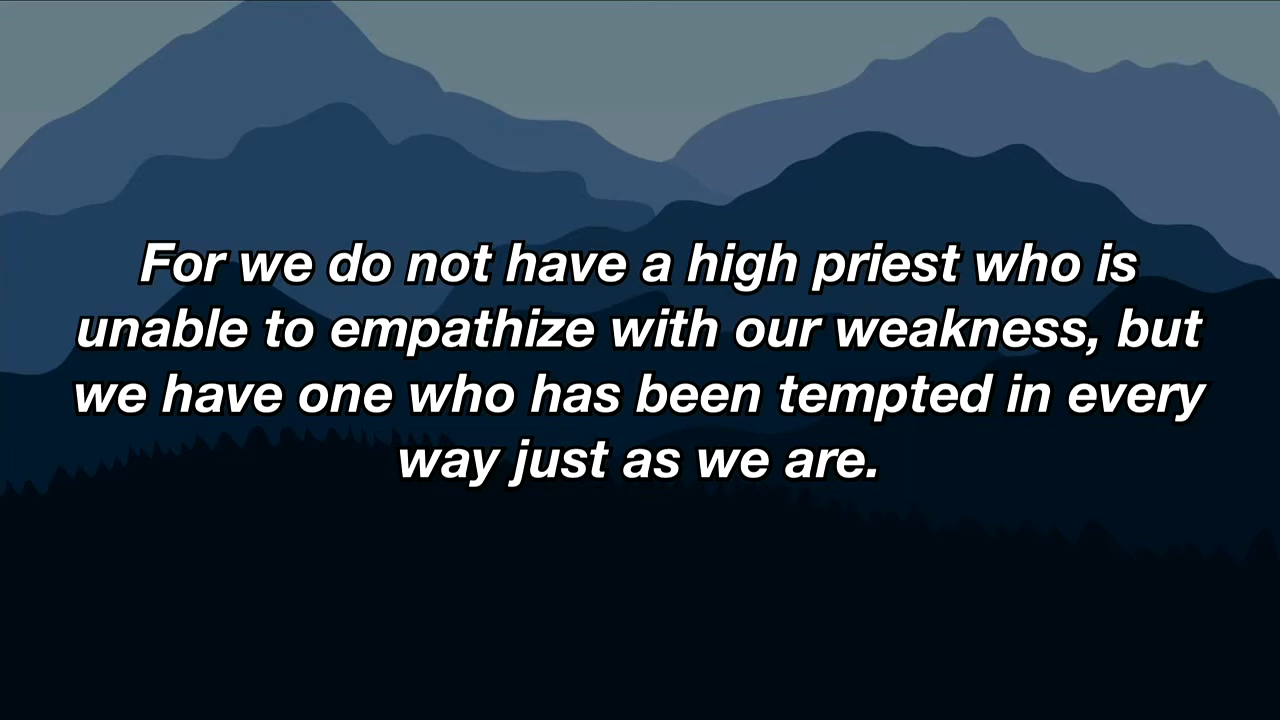 For we do not have a high priest who is
unable to empathize with our weakness, but
we have one who has been tempted in every
way just as we are.